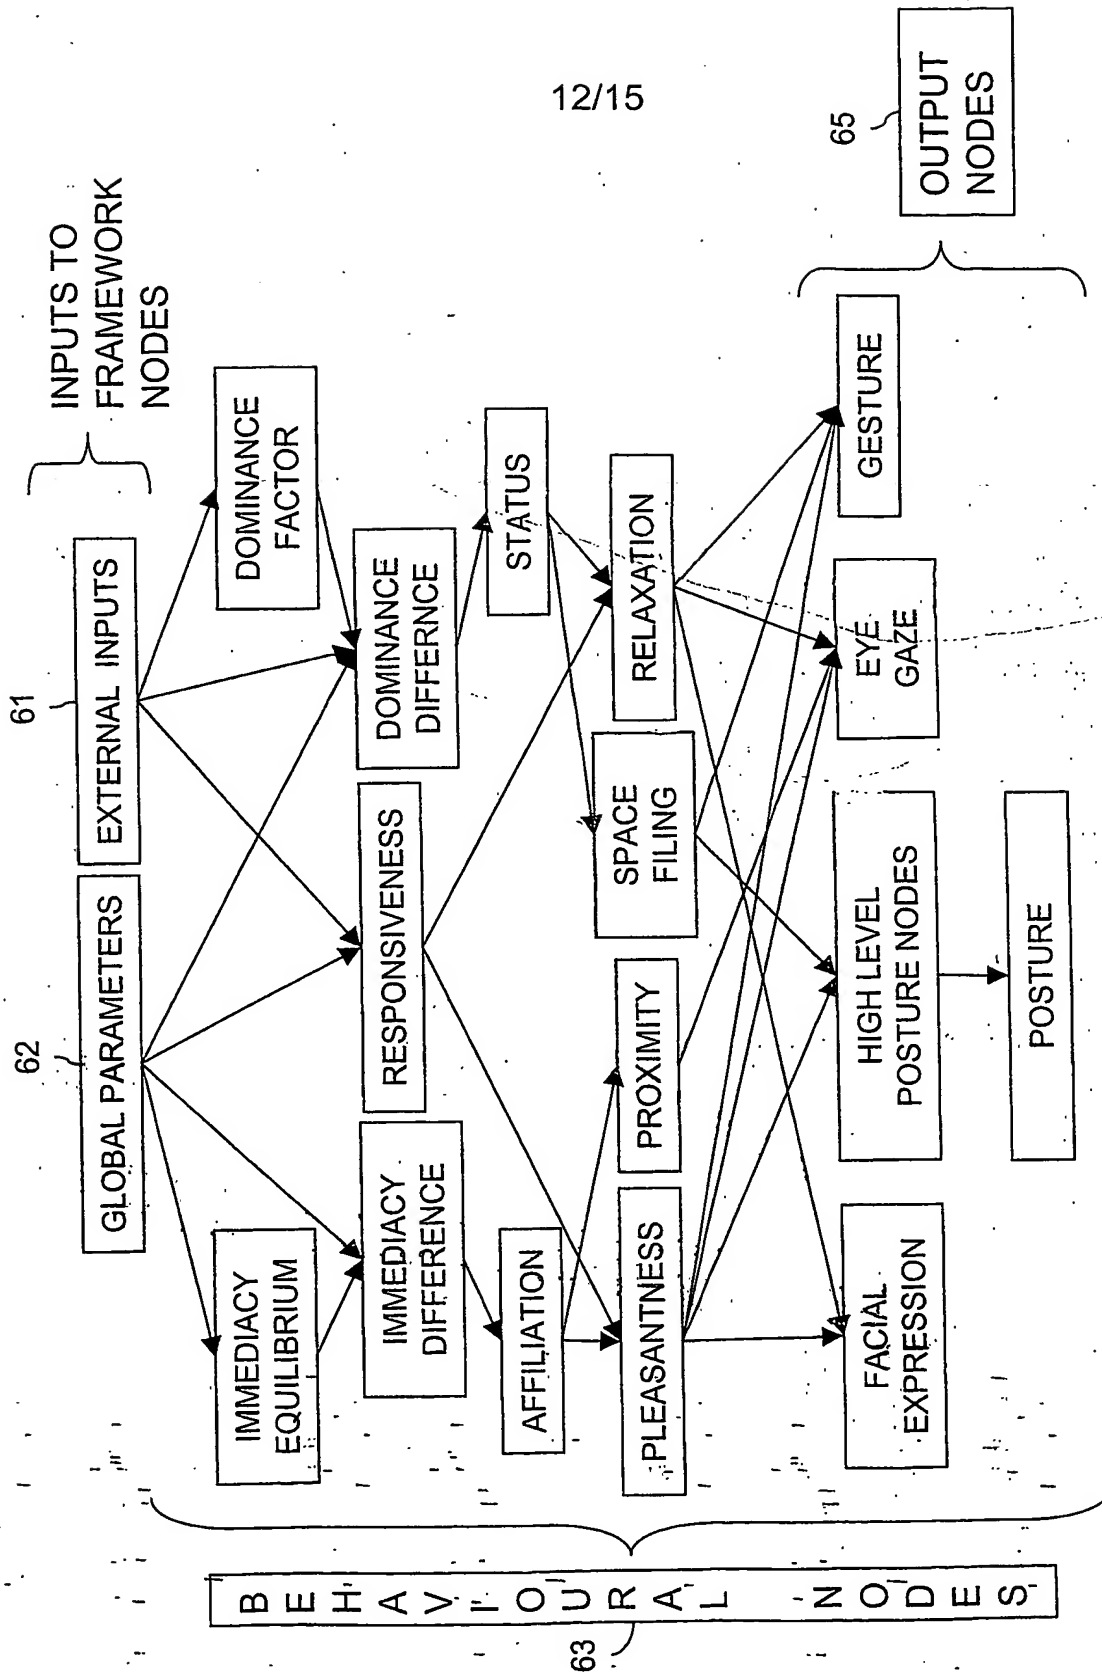 12/15
INPUTS TO
FRAMEWORK
NODES
61
EXTERNAL INPUTS
62
GLOBAL PARAMETERS
DOMINANCE
FACTOR
IMMEDIACY
EQUILIBRIUM
DOMINANCE
DIFFERNCE
RESPONSIVENESS
IMMEDIACY
DIFFERENCE
STATUS
AFFILIATION
RELAXATION
SPACE
FILING
PROXIMITY
PLEASANTNESS
GESTURE
EYE
GAZE
HIGH LEVEL
POSTURE NODES
FACIAL
EXPRESSION
POSTURE
65
OUTPUT
NODES
BEHAVIOURAL NODES
63